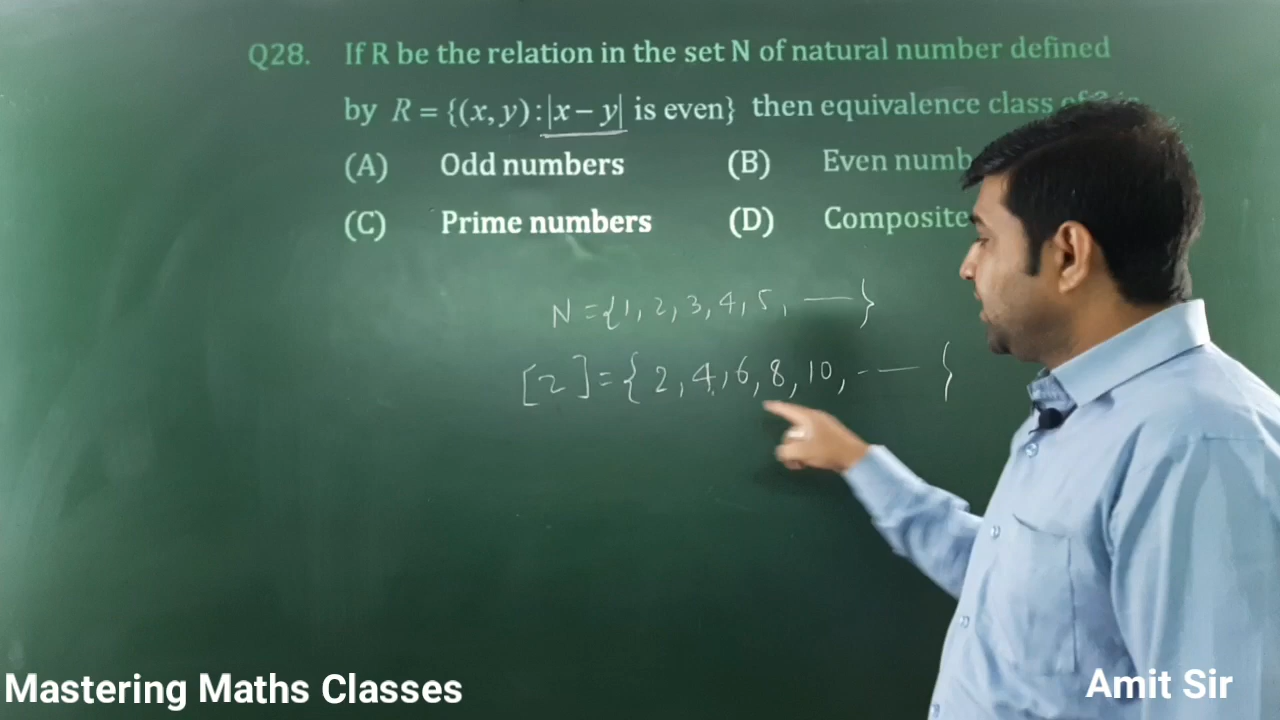 Q28. If R be the relation in the set N of natural number defined
by R = {(x, y) : |x – y| is even} then equivalence class
(A) Odd numbers (B) Even
(C) Prime numbers (D) Composite
N = {1, 2, 3, 4, 5, — }
[2] = { 2, 4, 6, 8, 10, - — }
Mastering Maths Classes
Amit Sir